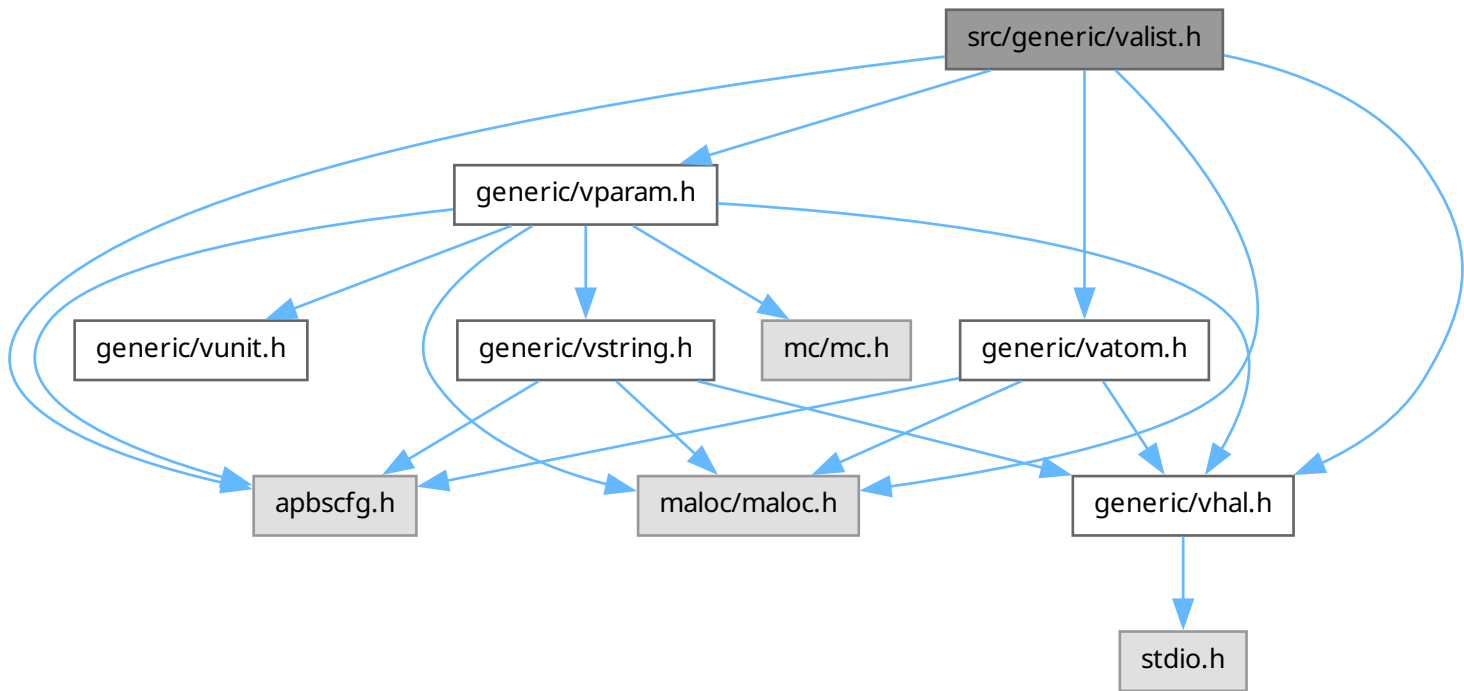 src/generic/valist.h
generic/vparam.h
generic/vunit.h
generic/vstring.h
mc/mc.h
generic/vatom.h
apbscfg.h
maloc/maloc.h
generic/vhal.h
stdio.h